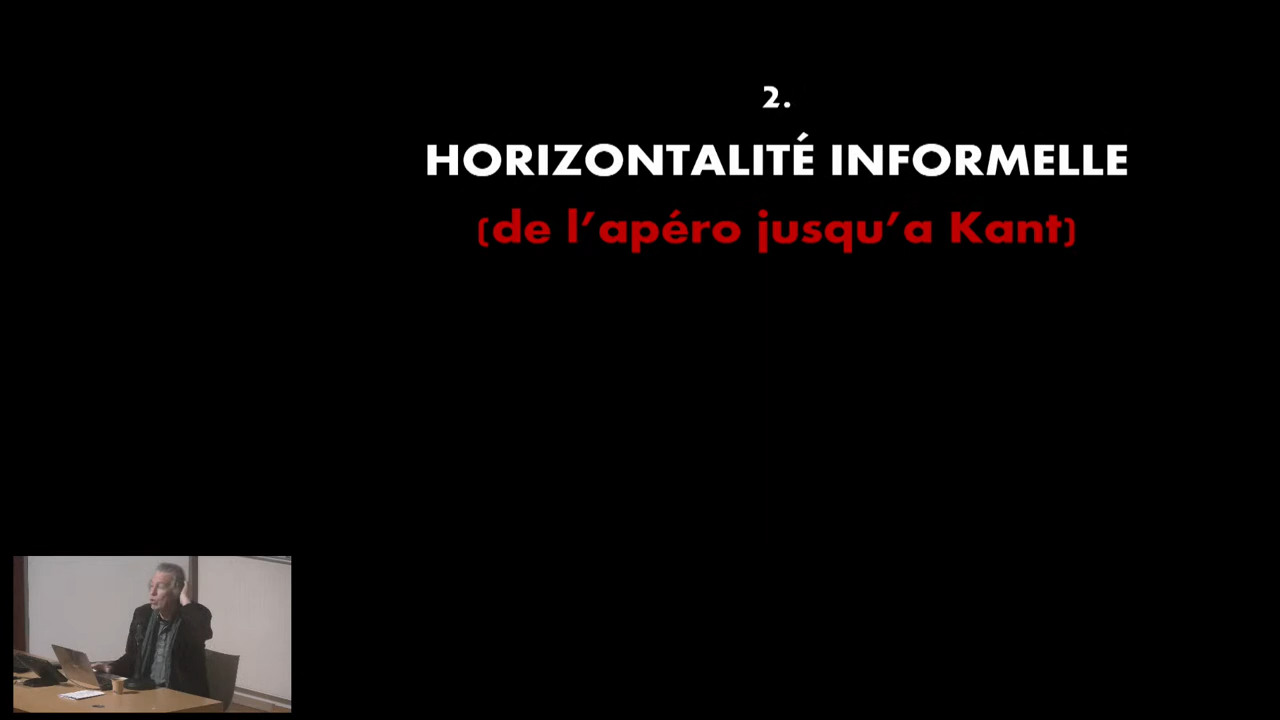 2.
HORIZONTALITÉ INFORMELLE
(de l’apéro jusqu’a Kant)